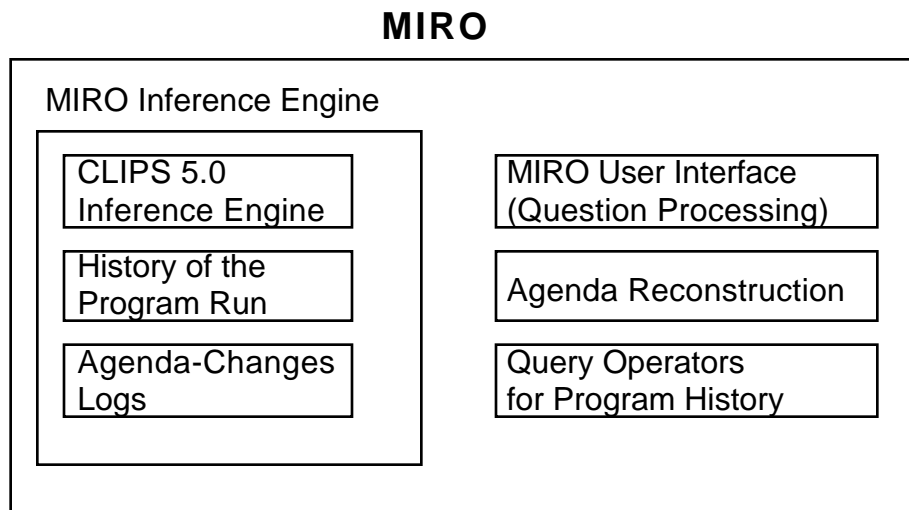 MIRO
MIRO Inference Engine
CLIPS 5.0
Inference Engine
History of the
Program Run
Agenda-Changes
Logs
MIRO User Interface
(Question Processing)
Agenda Reconstruction
Query Operators
for Program History